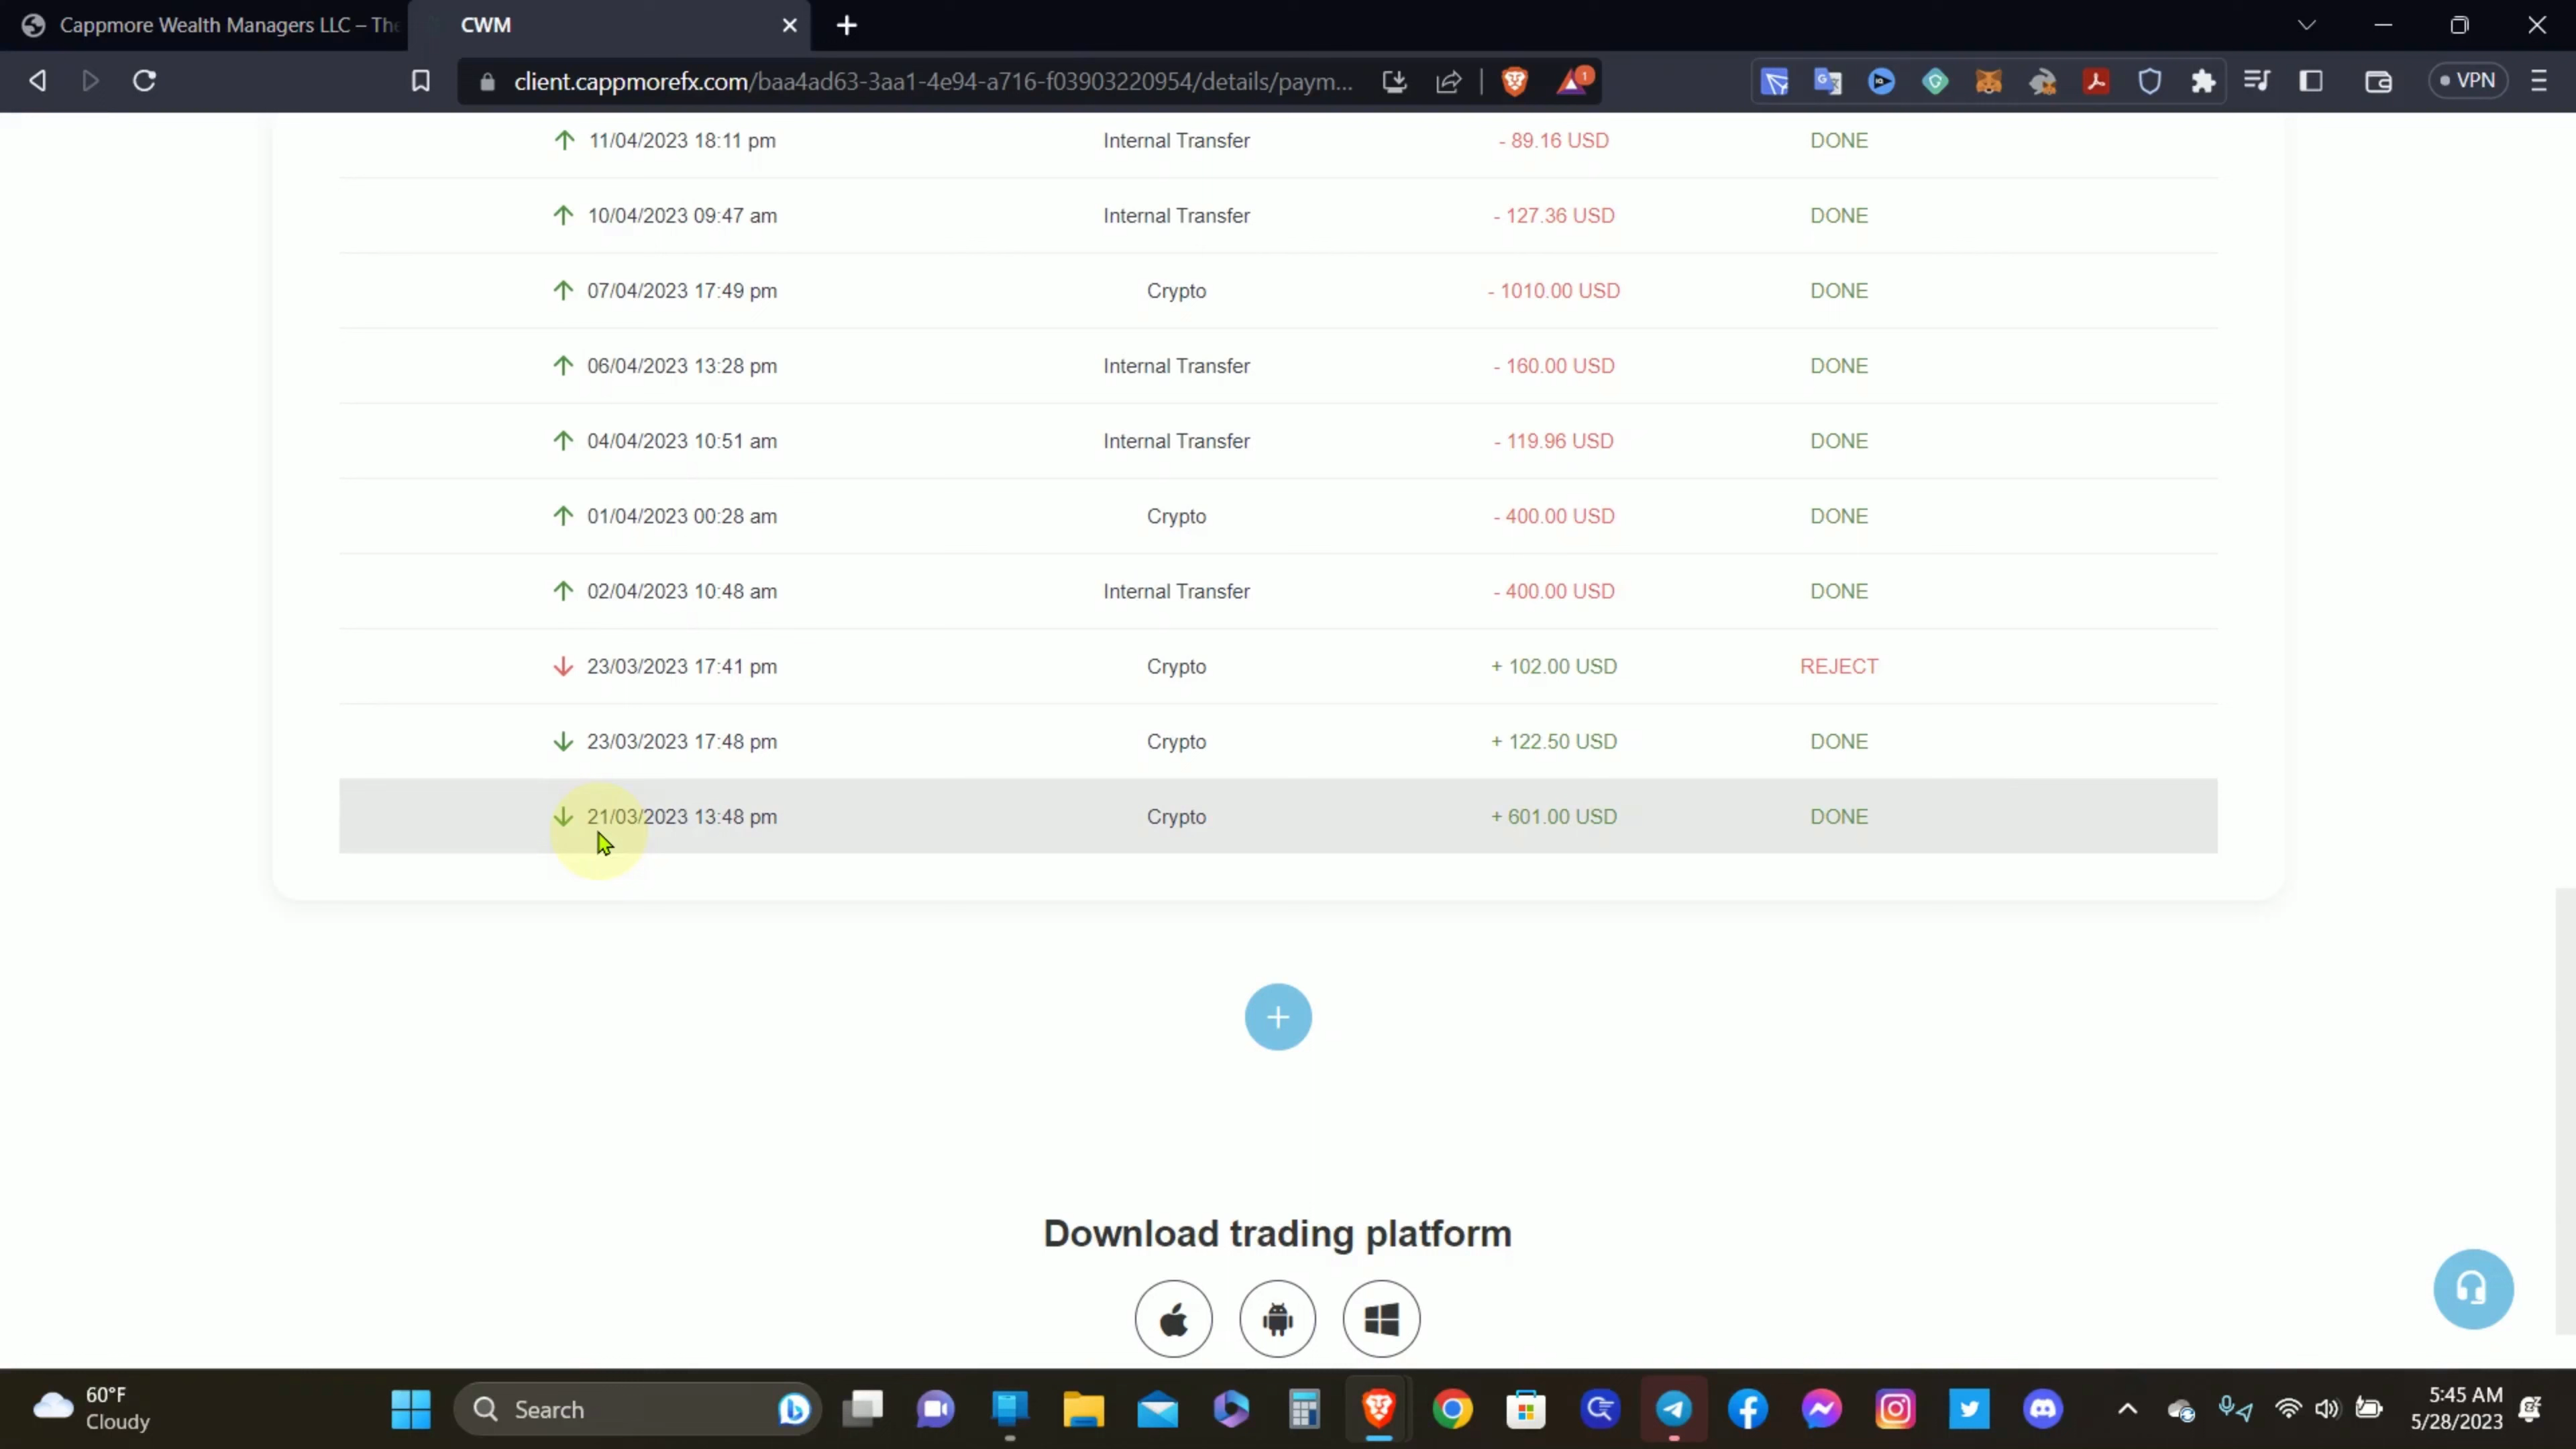 Cappmore Wealth Managers LLC – The
CWM
client.cappmorefx.com/baa4ad63-3aa1-4e94-a716-f03903220954/details/paym...
1
VPN
11/04/2023 18:11 pm Internal Transfer - 89.16 USD DONE
10/04/2023 09:47 am Internal Transfer - 127.36 USD DONE
07/04/2023 17:49 pm Crypto - 1010.00 USD DONE
06/04/2023 13:28 pm Internal Transfer - 160.00 USD DONE
04/04/2023 10:51 am Internal Transfer - 119.96 USD DONE
01/04/2023 00:28 am Crypto - 400.00 USD DONE
02/04/2023 10:48 am Internal Transfer - 400.00 USD DONE
23/03/2023 17:41 pm Crypto + 102.00 USD REJECT
23/03/2023 17:48 pm Crypto + 122.50 USD DONE
21/03/2023 13:48 pm Crypto + 601.00 USD DONE
Download trading platform
60°F
Cloudy
Search
5:45 AM
5/28/2023